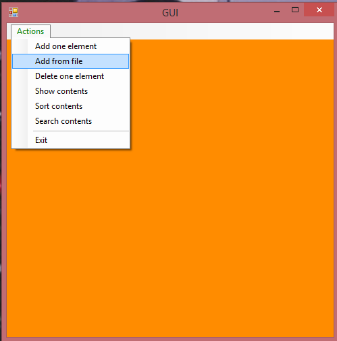 GUI
Actions
Add one element
Add from file
Delete one element
Show contents
Sort contents
Search contents
Exit